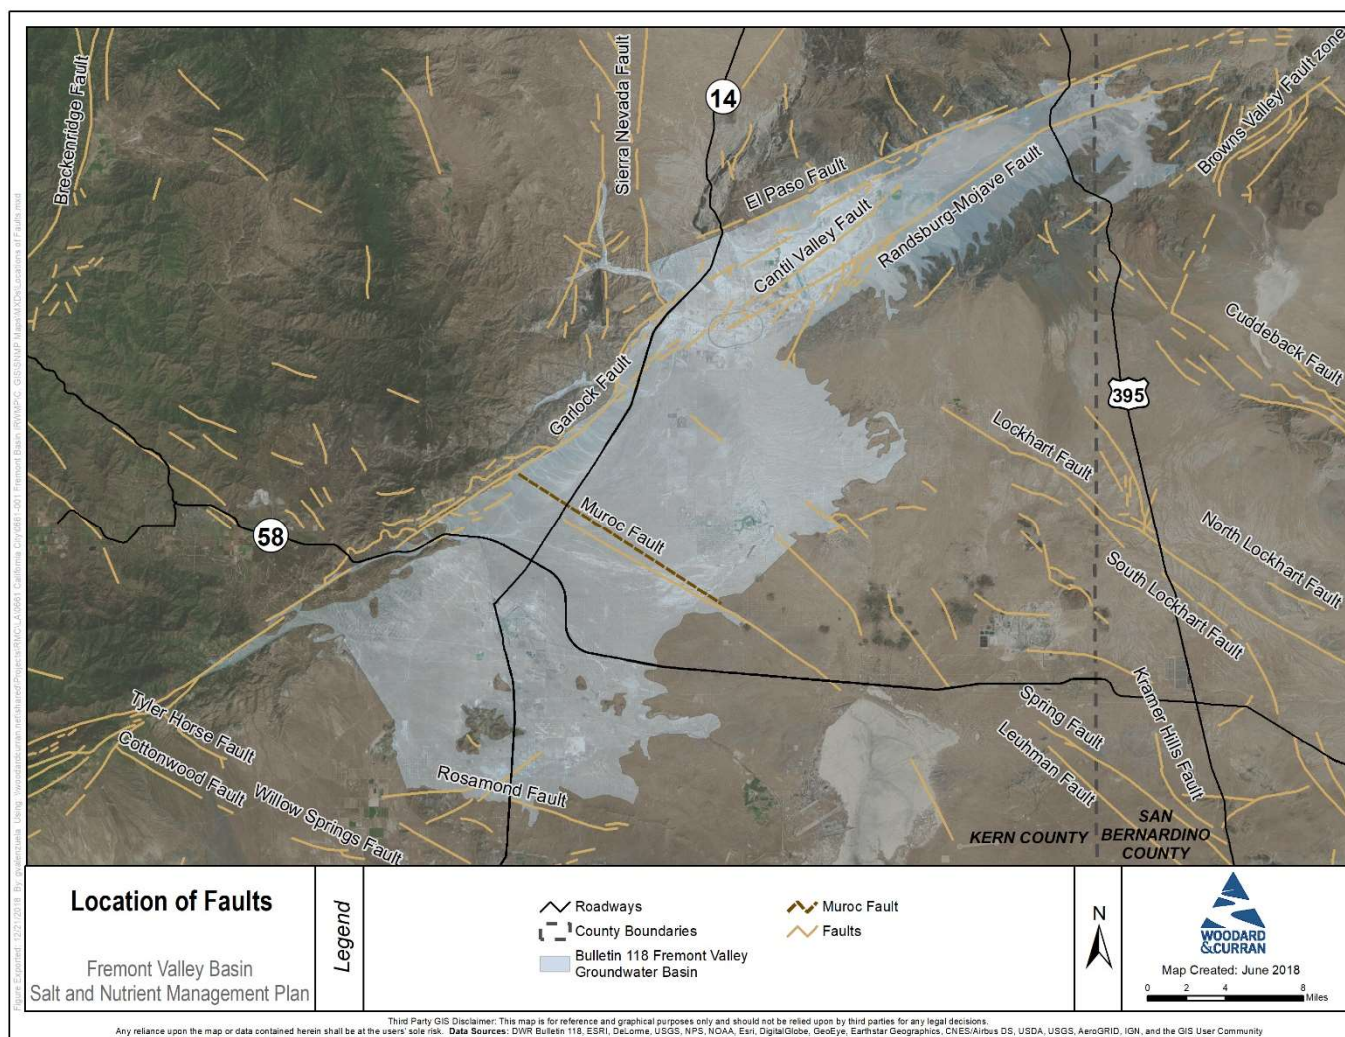 Breckenridge Fault
Sierra Nevada Fault
14
El Paso Fault
Cantil Valley Fault
Randsburg-Mojave Fault
Browns Valley Fault zone
Cuddeback Fault
395
Garlock Fault
Lockhart Fault
North Lockhart Fault
South Lockhart Fault
Muroc Fault
58
Tyler Horse Fault
Cottonwood Fault
Willow Springs Fault
Rosamond Fault
Spring Fault
Leuhman Fault
Kramer Hills Fault
KERN COUNTY
SAN
BERNARDINO
COUNTY
Location of Faults
Fremont Valley Basin
Salt and Nutrient Management Plan
Legend
Roadways
County Boundaries
Bulletin 118 Fremont Valley
Groundwater Basin
Muroc Fault
Faults
N
WOODARD
&CURRAN
Map Created: June 2018
0 2 4 8
Miles
Third Party GIS Disclaimer: This map is for reference and graphical purposes only and should not be relied upon by third parties for any legal decisions.
Any reliance upon the map or data contained herein shall be at the users' sole risk. Data Sources: DWR Bulletin 118, ESRI, DeLorme, USGS, NPS, NOAA, Esri, DigitalGlobe, GeoEye, Earthstar Geographics, CNES/Airbus DS, USDA, USGS, AeroGRID, IGN, and the GIS User Community